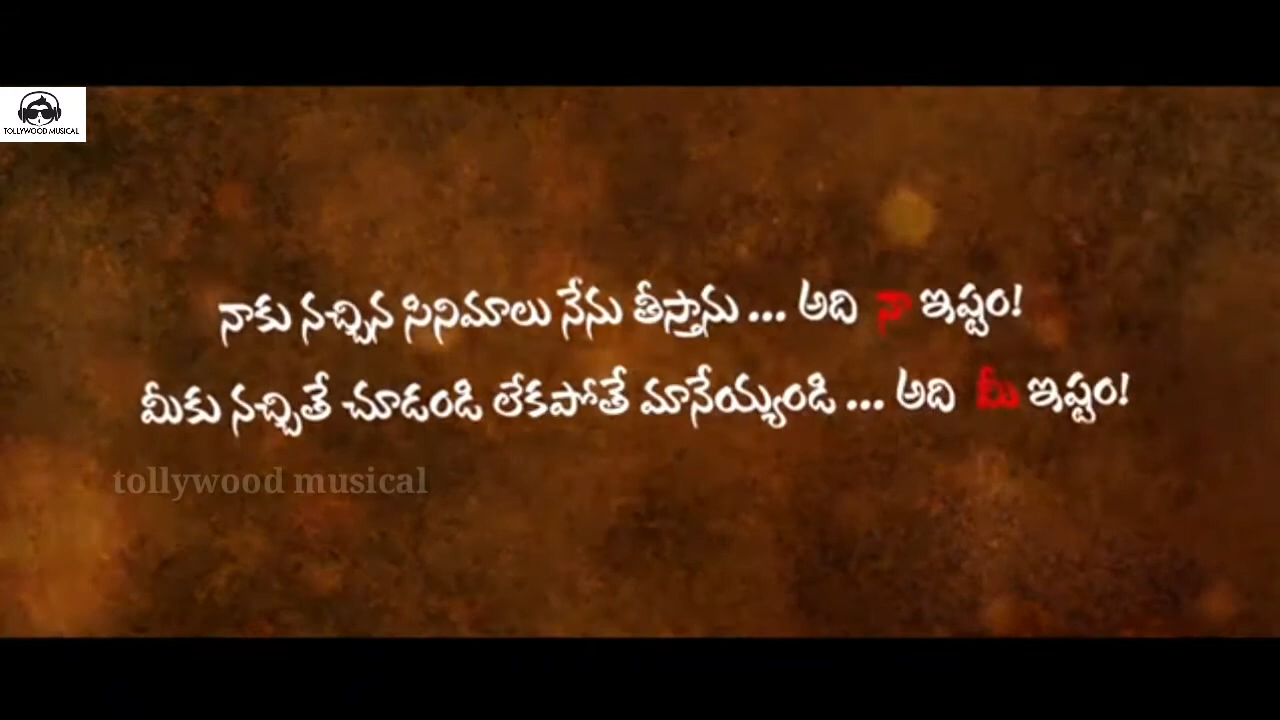 TOLLYWOOD MUSICAL
నాకు నచ్చిన సినిమాలు నేను తీస్తాను ... అది నా ఇష్టం!
మీకు నచ్చితే చూడండి లేకపోతే మానేయ్యండి ... అది మీ ఇష్టం!
tollywood musical